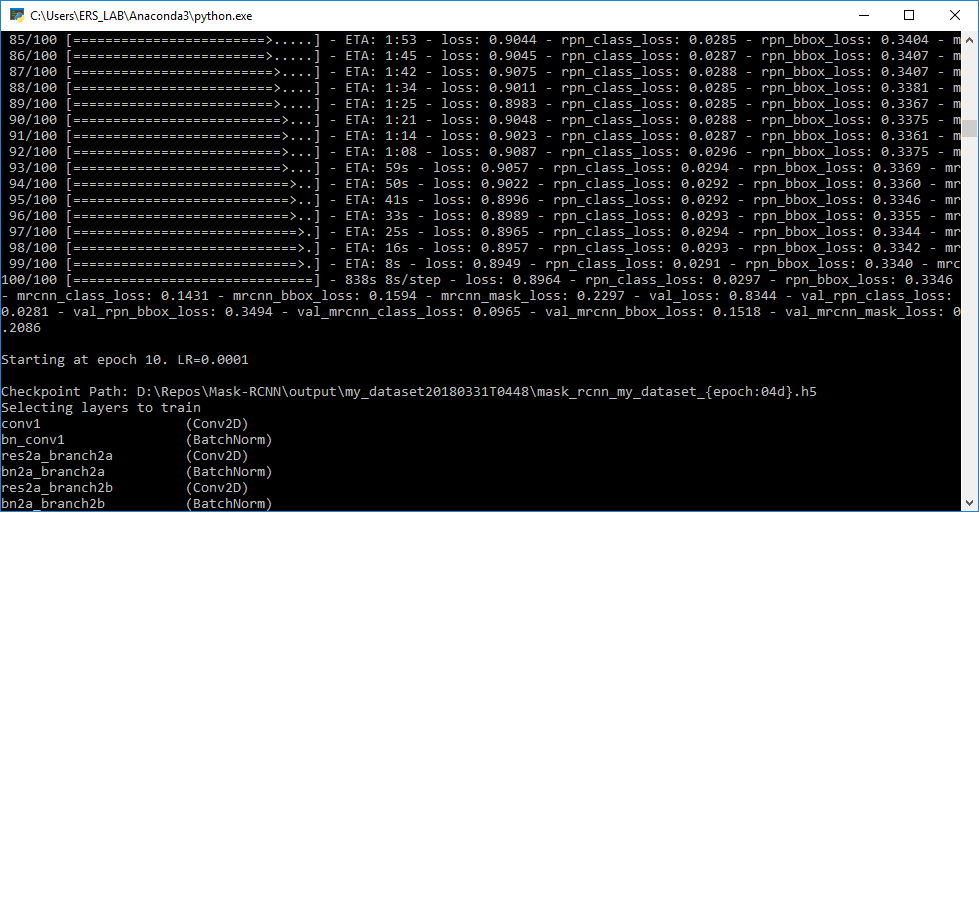 C:\Users\ERS_LAB\Anaconda3\python.exe
85/100 [========================>.....] - ETA: 1:53 - loss: 0.9044 - rpn_class_loss: 0.0285 - rpn_bbox_loss: 0.3404 - m
86/100 [========================>.....] - ETA: 1:45 - loss: 0.9045 - rpn_class_loss: 0.0287 - rpn_bbox_loss: 0.3407 - m
87/100 [=========================>....] - ETA: 1:42 - loss: 0.9075 - rpn_class_loss: 0.0288 - rpn_bbox_loss: 0.3407 - m
88/100 [=========================>....] - ETA: 1:34 - loss: 0.9011 - rpn_class_loss: 0.0285 - rpn_bbox_loss: 0.3381 - m
89/100 [=========================>....] - ETA: 1:25 - loss: 0.8983 - rpn_class_loss: 0.0285 - rpn_bbox_loss: 0.3367 - m
90/100 [==========================>...] - ETA: 1:21 - loss: 0.9048 - rpn_class_loss: 0.0288 - rpn_bbox_loss: 0.3375 - m
91/100 [==========================>...] - ETA: 1:14 - loss: 0.9023 - rpn_class_loss: 0.0287 - rpn_bbox_loss: 0.3361 - m
92/100 [==========================>...] - ETA: 1:08 - loss: 0.9087 - rpn_class_loss: 0.0296 - rpn_bbox_loss: 0.3375 - m
93/100 [==========================>...] - ETA: 59s - loss: 0.9057 - rpn_class_loss: 0.0294 - rpn_bbox_loss: 0.3369 - mr
94/100 [===========================>..] - ETA: 50s - loss: 0.9022 - rpn_class_loss: 0.0292 - rpn_bbox_loss: 0.3360 - mr
95/100 [===========================>..] - ETA: 41s - loss: 0.8996 - rpn_class_loss: 0.0292 - rpn_bbox_loss: 0.3346 - mr
96/100 [===========================>..] - ETA: 33s - loss: 0.8989 - rpn_class_loss: 0.0293 - rpn_bbox_loss: 0.3355 - mr
97/100 [============================>.] - ETA: 25s - loss: 0.8965 - rpn_class_loss: 0.0294 - rpn_bbox_loss: 0.3344 - mr
98/100 [============================>.] - ETA: 16s - loss: 0.8957 - rpn_class_loss: 0.0293 - rpn_bbox_loss: 0.3342 - mr
99/100 [============================>.] - ETA: 8s - loss: 0.8949 - rpn_class_loss: 0.0291 - rpn_bbox_loss: 0.3340 - mrc
100/100 [==============================] - 838s 8s/step - loss: 0.8964 - rpn_class_loss: 0.0297 - rpn_bbox_loss: 0.3346
- mrcnn_class_loss: 0.1431 - mrcnn_bbox_loss: 0.1594 - mrcnn_mask_loss: 0.2297 - val_loss: 0.8344 - val_rpn_class_loss:
0.0281 - val_rpn_bbox_loss: 0.3494 - val_mrcnn_class_loss: 0.0965 - val_mrcnn_bbox_loss: 0.1518 - val_mrcnn_mask_loss: 0
.2086
Starting at epoch 10. LR=0.0001
Checkpoint Path: D:\Repos\Mask-RCNN\output\my_dataset20180331T0448\mask_rcnn_my_dataset_{epoch:04d}.h5
Selecting layers to train
conv1 (Conv2D)
bn_conv1 (BatchNorm)
res2a_branch2a (Conv2D)
bn2a_branch2a (BatchNorm)
res2a_branch2b (Conv2D)
bn2a_branch2b (BatchNorm)